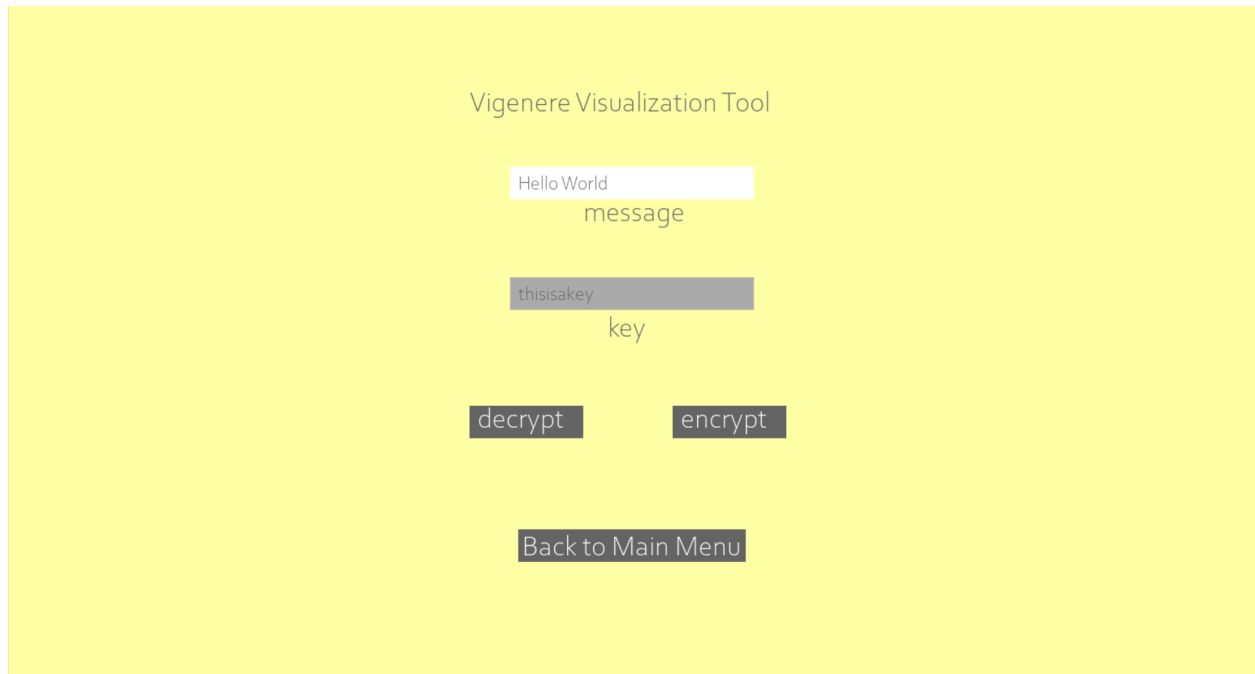 Vigenere Visualization Tool
Hello World
message
thisisakey
key
decrypt encrypt
Back to Main Menu